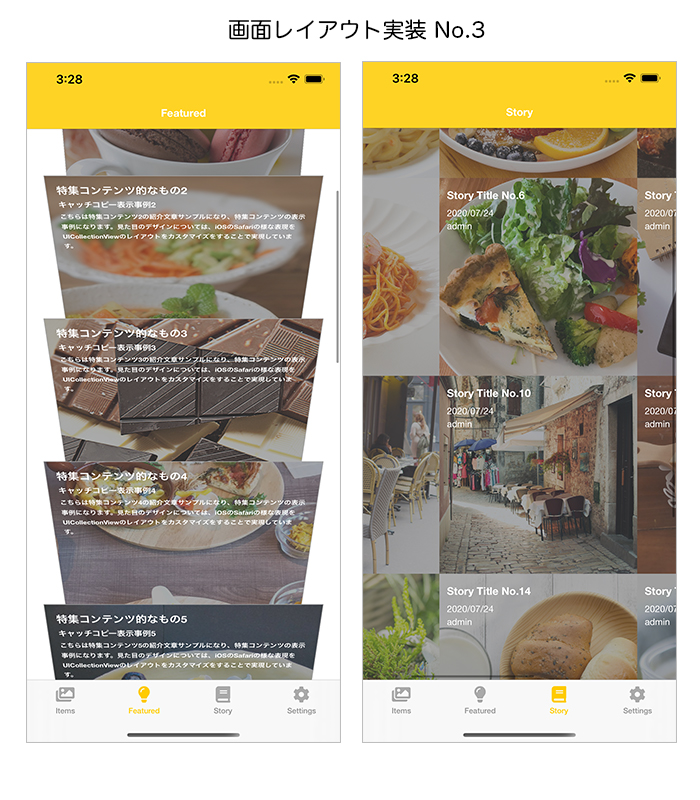 画面レイアウト実装 No.3
3:28
Featured
特集コンテンツ的なもの2
キャッチコピー表示事例2
こちらは特集コンテンツ2の紹介文章サンプルになり、特集コンテンツの表示
事例になります。見た目のデザインについては、iOSのSafariの様な表現を
UICollectionViewのレイアウトをカスタマイズをすることで実現していま
す。
特集コンテンツ的なもの3
キャッチコピー表示事例3
こちらは特集コンテンツ3の紹介文章サンプルになり、特集コンテンツの表示
事例になります。見た目のデザインについては、iOSのSafariの様な表現を
UICollectionViewのレイアウトをカスタマイズをすることで実現していま
す。
特集コンテンツ的なもの4
キャッチコピー表示事例4
こちらは特集コンテンツ4の紹介文章サンプルになり、特集コンテンツの表示
事例になります。見た目のデザインについては、iOSのSafariの様な表現を
UICollectionViewのレイアウトをカスタマイズをすることで実現していま
す。
特集コンテンツ的なもの5
キャッチコピー表示事例5
こちらは特集コンテンツ5の紹介文章サンプルになり、特集コンテンツの表示
事例になります。見た目のデザインについては、iOSのSafariの様な表現を
UICollectionViewのレイアウトをカスタマイズをすることで実現していま
す。
Items
Featured
Story
Settings
3:28
Story
Story Title No.6
2020/07/24
admin
Story T
2020/07
admin
Story Title No.10
2020/07/24
admin
Story T
2020/07
admin
Story Title No.14
2020/07/24
admin
Story T
2020/07
admin
Items
Featured
Story
Settings